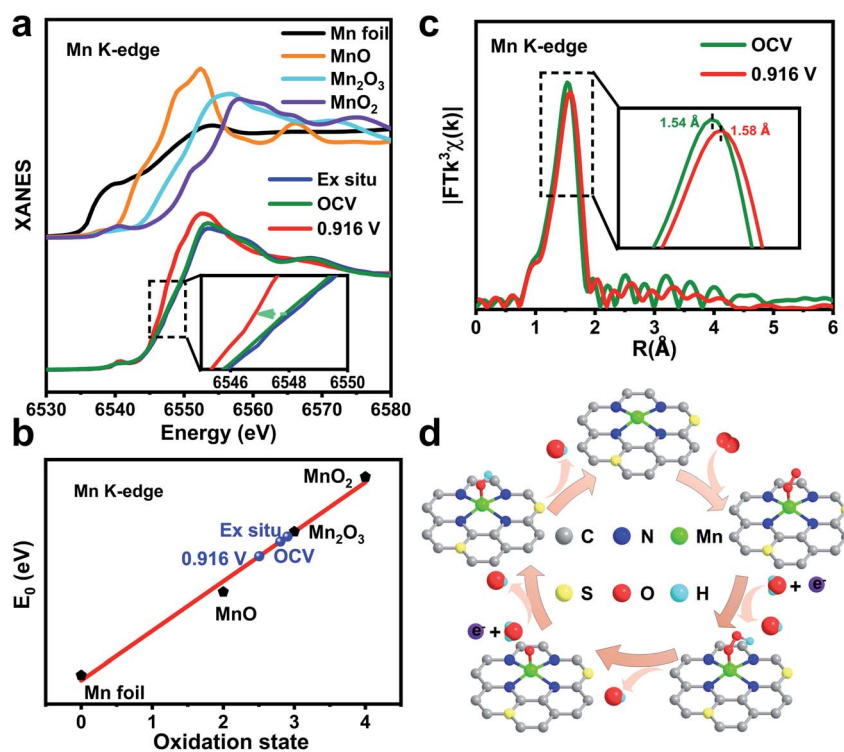 a
Mn K-edge
Mn foil
MnO
Mn₂O₃
MnO₂
Ex situ
OCV
0.916 V
XANES
6546 6548 6550
6530 6540 6550 6560 6570 6580
Energy (eV)
b
Mn K-edge
MnO₂
Ex situ
Mn₂O₃
0.916 V
OCV
MnO
Mn foil
E₀ (eV)
0 1 2 3 4
Oxidation state
c
Mn K-edge
OCV
0.916 V
1.54 Å
1.58 Å
|FTk³χ(k)|
0 1 2 3 4 5 6
R(Å)
d
C N Mn
S O H
+ e⁻
e⁻ +